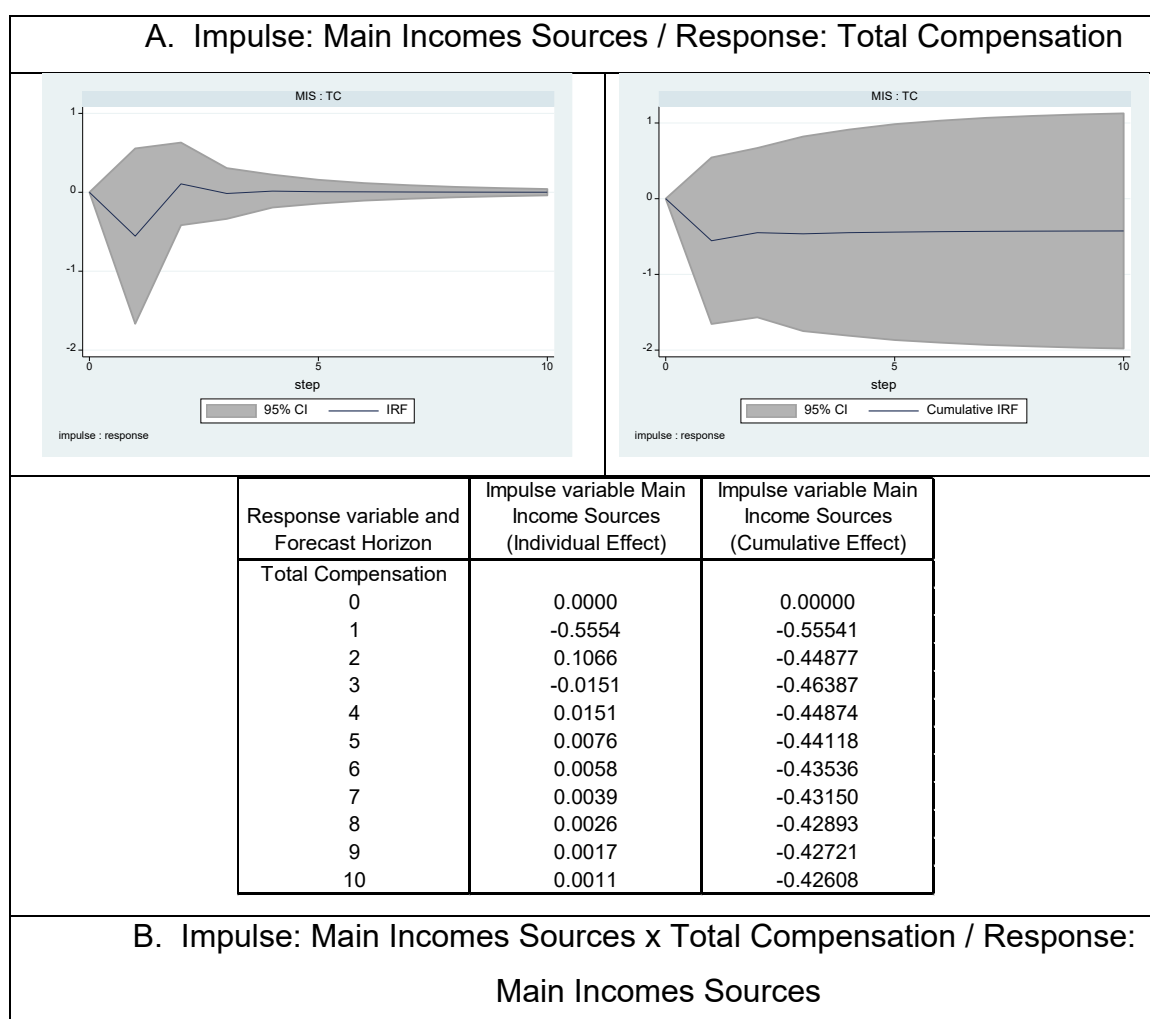 A. Impulse: Main Incomes Sources / Response: Total Compensation
MIS : TC
1
0
-1
-2
0
5
10
step
95% CI
IRF
impulse : response
MIS : TC
1
0
-1
-2
0
5
10
step
95% CI
Cumulative IRF
impulse : response
Response variable and
Forecast Horizon
Impulse variable Main
Income Sources
(Individual Effect)
Impulse variable Main
Income Sources
(Cumulative Effect)
Total Compensation
0 0.0000 0.00000
1 -0.5554 -0.55541
2 0.1066 -0.44877
3 -0.0151 -0.46387
4 0.0151 -0.44874
5 0.0076 -0.44118
6 0.0058 -0.43536
7 0.0039 -0.43150
8 0.0026 -0.42893
9 0.0017 -0.42721
10 0.0011 -0.42608
B. Impulse: Main Incomes Sources x Total Compensation / Response:
Main Incomes Sources